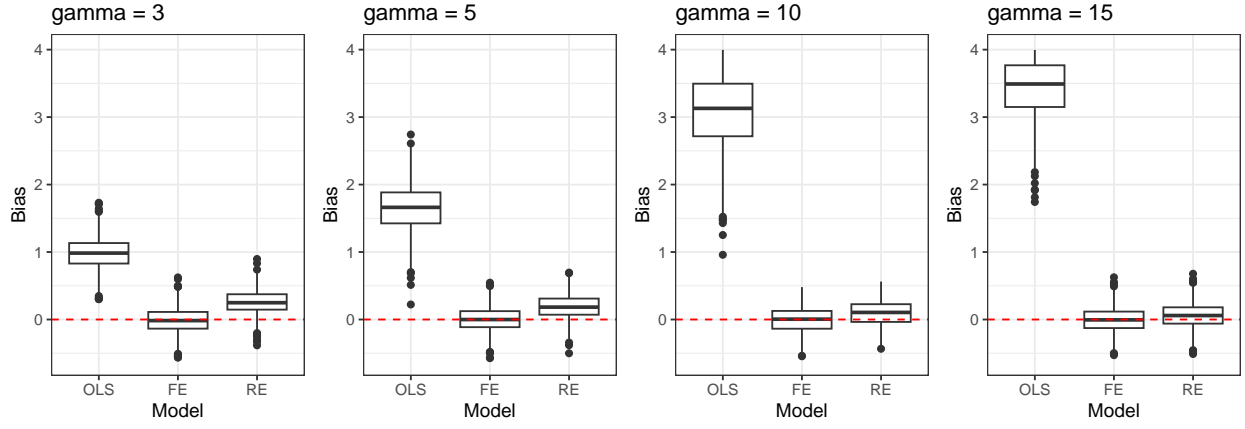 gamma = 3
4
3
2
1
0
Bias
OLS
FE
RE
Model
gamma = 5
4
3
2
1
0
Bias
OLS
FE
RE
Model
gamma = 10
4
3
2
1
0
Bias
OLS
FE
RE
Model
gamma = 15
4
3
2
1
0
Bias
OLS
FE
RE
Model